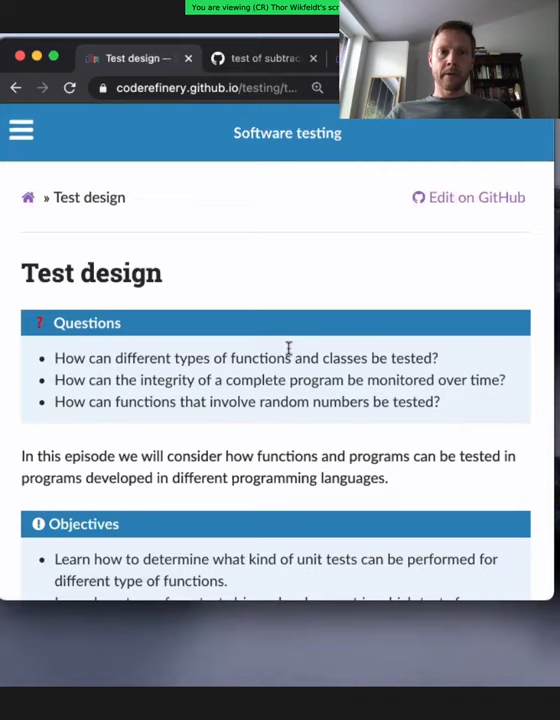 You are viewing (CR) Thor Wikfeldt's scr
Test design —
test of subtrac
coderefinery.github.io/testing/t...
Software testing
» Test design
Edit on GitHub
Test design
? Questions
• How can different types of functions and classes be tested?
• How can the integrity of a complete program be monitored over time?
• How can functions that involve random numbers be tested?
In this episode we will consider how functions and programs can be tested in
programs developed in different programming languages.
Objectives
• Learn how to determine what kind of unit tests can be performed for
different type of functions.